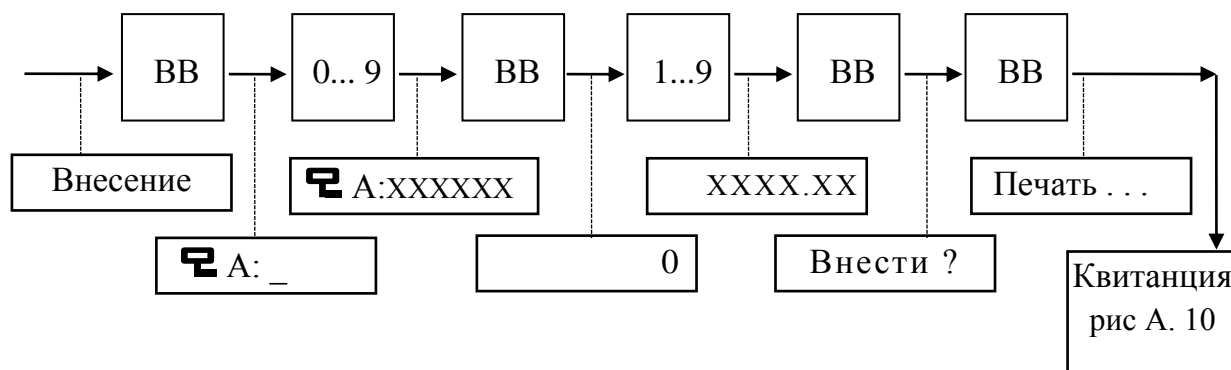 ВВ
0... 9
ВВ
1...9
ВВ
ВВ
Внесение
А:XXXXXX
XXXX.XX
Печать . . .
А: _
0
Внести ?
Квитанция
рис А. 10